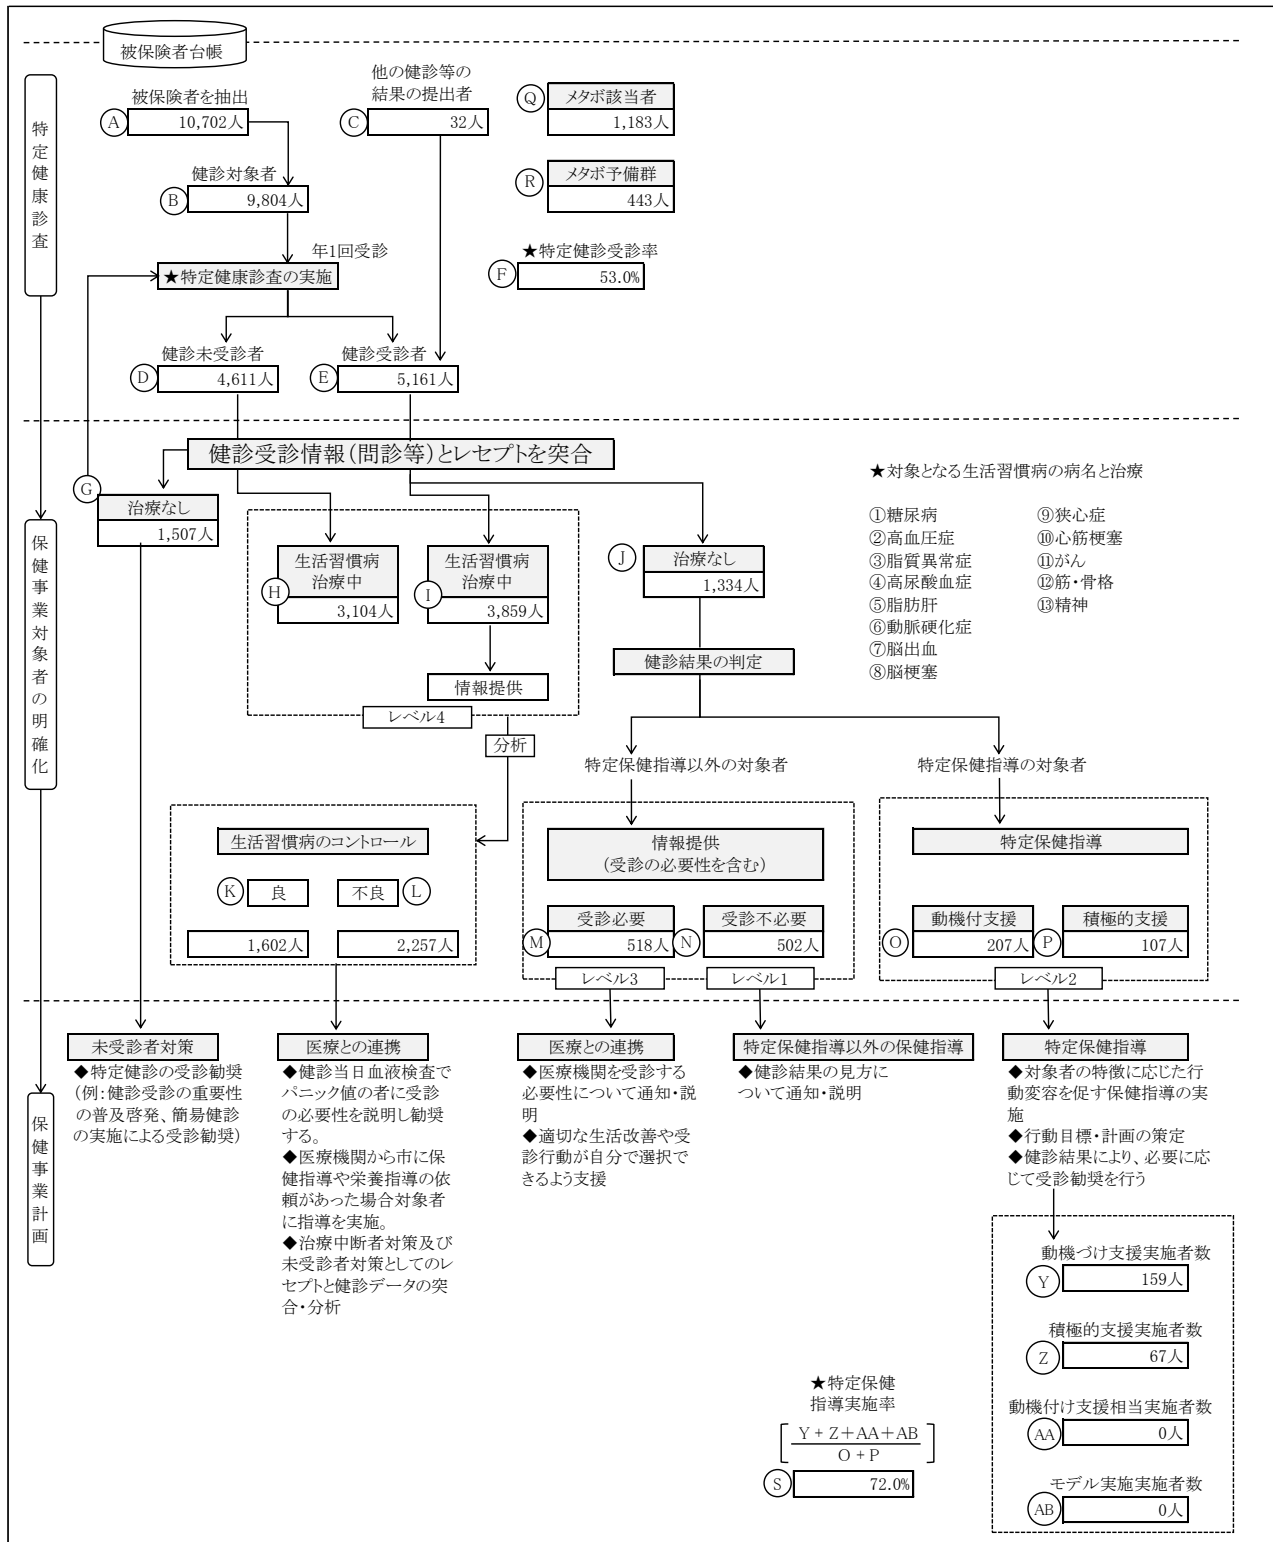 被保険者台帳
特定健康診査
被保険者を抽出
A
10,702人
他の健診等の
結果の提出者
C
32人
Q
メタボ該当者
1,183人
健診対象者
B
9,804人
R
メタボ予備群
443人
年1回受診
★特定健康診査の実施
★特定健診受診率
F
53.0%
健診未受診者
D
4,611人
健診受診者
E
5,161人
保健事業対象者の明確化
健診受診情報(問診等)とレセプトを突合
G
治療なし
1,507人
生活習慣病
治療中
H
3,104人
生活習慣病
治療中
I
3,859人
情報提供
レベル4
分析
J
治療なし
1,334人
健診結果の判定
★対象となる生活習慣病の病名と治療
①糖尿病
②高血圧症
③脂質異常症
④高尿酸血症
⑤脂肪肝
⑥動脈硬化症
⑦脳出血
⑧脳梗塞
⑨狭心症
⑩心筋梗塞
⑪がん
⑫筋・骨格
⑬精神
特定保健指導以外の対象者
特定保健指導の対象者
生活習慣病のコントロール
K
良
不良
L
1,602人
2,257人
情報提供
(受診の必要性を含む)
受診必要
M
518人
受診不必要
N
502人
レベル3
レベル1
特定保健指導
動機付支援
O
207人
積極的支援
P
107人
レベル2
保健事業計画
未受診者対策
◆特定健診の受診勧奨
(例:健診受診の重要性
の普及啓発、簡易健診
の実施による受診勧奨)
医療との連携
◆健診当日血液検査で
パニック値の者に受診
の必要性を説明し勧奨
する。
◆医療機関から市に保
健指導や栄養指導の依
頼があった場合対象者
に指導を実施。
◆治療中断者対策及び
未受診者対策としてのレ
セプトと健診データの突
合・分析
医療との連携
◆医療機関を受診する
必要性について通知・説
明
◆適切な生活改善や受
診行動が自分で選択で
きるよう支援
特定保健指導以外の保健指導
◆健診結果の見方に
ついて通知・説明
特定保健指導
◆対象者の特徴に応じた行
動変容を促す保健指導の実
施
◆行動目標・計画の策定
◆健診結果により、必要に応
じて受診勧奨を行う
動機づけ支援実施者数
Y
159人
積極的支援実施者数
Z
67人
動機付け支援相当実施者数
AA
0人
モデル実施実施者数
AB
0人
★特定保健
指導実施率
Y+Z+AA+AB
O+P
S
72.0%